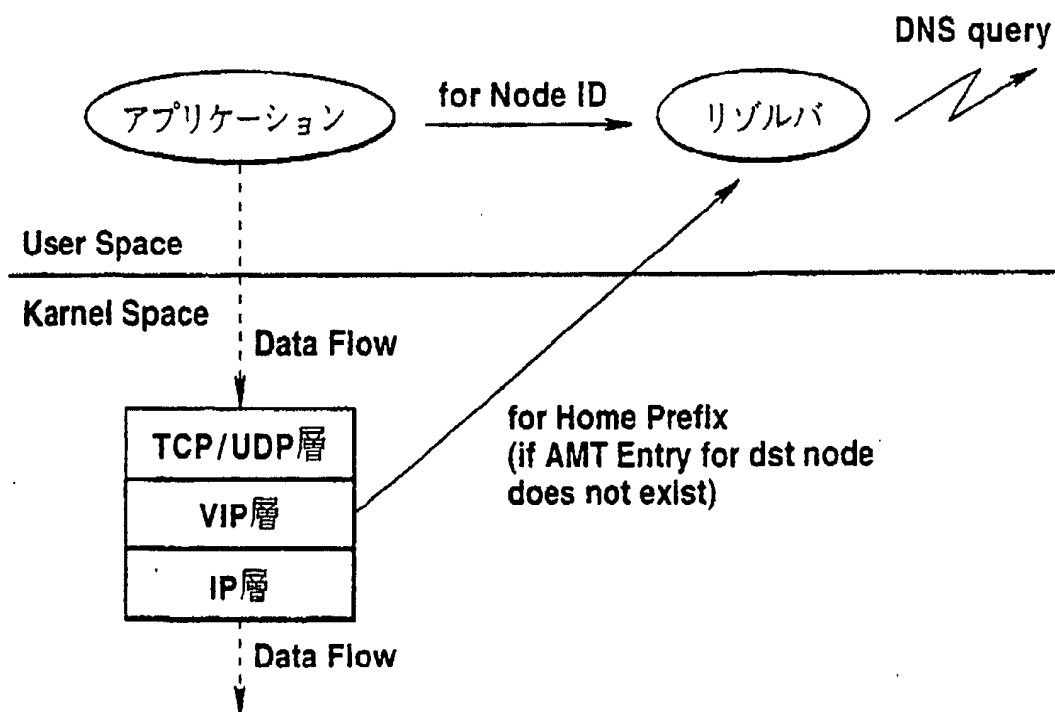 DNS query
アプリケーション
for Node ID
リゾルバ
User Space
Karnel Space
Data Flow
TCP/UDP層
VIP層
IP層
for Home Prefix
(if AMT Entry for dst node
does not exist)
Data Flow